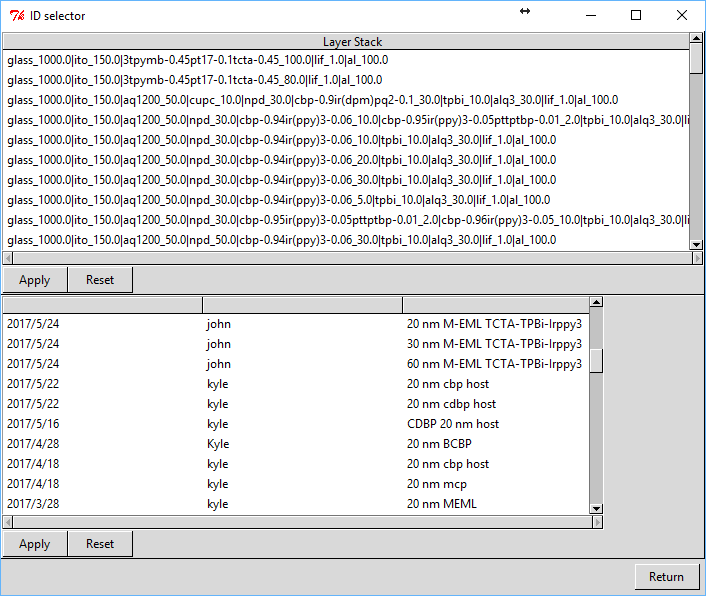 ID selector
Layer Stack
glass_1000.0|ito_150.0|3tpymb-0.45pt17-0.1tcta-0.45_100.0|lif_1.0|al_100.0
glass_1000.0|ito_150.0|3tpymb-0.45pt17-0.1tcta-0.45_80.0|lif_1.0|al_100.0
glass_1000.0|ito_150.0|aq1200_50.0|cupc_10.0|npd_30.0|cbp-0.9ir(dpm)pq2-0.1_30.0|tpbi_10.0|alq3_30.0|lif_1.0|al_100.0
glass_1000.0|ito_150.0|aq1200_50.0|npd_30.0|cbp-0.94ir(ppy)3-0.06_10.0|cbp-0.95ir(ppy)3-0.05pttptbp-0.01_2.0|tpbi_10.0|alq3_30.0|li
glass_1000.0|ito_150.0|aq1200_50.0|npd_30.0|cbp-0.94ir(ppy)3-0.06_10.0|tpbi_10.0|alq3_30.0|lif_1.0|al_100.0
glass_1000.0|ito_150.0|aq1200_50.0|npd_30.0|cbp-0.94ir(ppy)3-0.06_20.0|tpbi_10.0|alq3_30.0|lif_1.0|al_100.0
glass_1000.0|ito_150.0|aq1200_50.0|npd_30.0|cbp-0.94ir(ppy)3-0.06_30.0|tpbi_10.0|alq3_30.0|lif_1.0|al_100.0
glass_1000.0|ito_150.0|aq1200_50.0|npd_30.0|cbp-0.94ir(ppy)3-0.06_5.0|tpbi_10.0|alq3_30.0|lif_1.0|al_100.0
glass_1000.0|ito_150.0|aq1200_50.0|npd_30.0|cbp-0.95ir(ppy)3-0.05pttptbp-0.01_2.0|cbp-0.96ir(ppy)3-0.05_10.0|tpbi_10.0|alq3_30.0|li
glass_1000.0|ito_150.0|aq1200_50.0|npd_50.0|cbp-0.94ir(ppy)3-0.06_30.0|tpbi_10.0|alq3_30.0|lif_1.0|al_100.0
Apply Reset
2017/5/24 john 20 nm M-EML TCTA-TPBi-Irppy3
2017/5/24 john 30 nm M-EML TCTA-TPBi-Irppy3
2017/5/24 john 60 nm M-EML TCTA-TPBi-Irppy3
2017/5/22 kyle 20 nm cbp host
2017/5/22 kyle 20 nm cdbp host
2017/5/16 kyle CDBP 20 nm host
2017/4/28 Kyle 20 nm BCBP
2017/4/18 kyle 20 nm cbp host
2017/4/18 kyle 20 nm mcp
2017/3/28 kyle 20 nm MEML
Apply Reset
Return